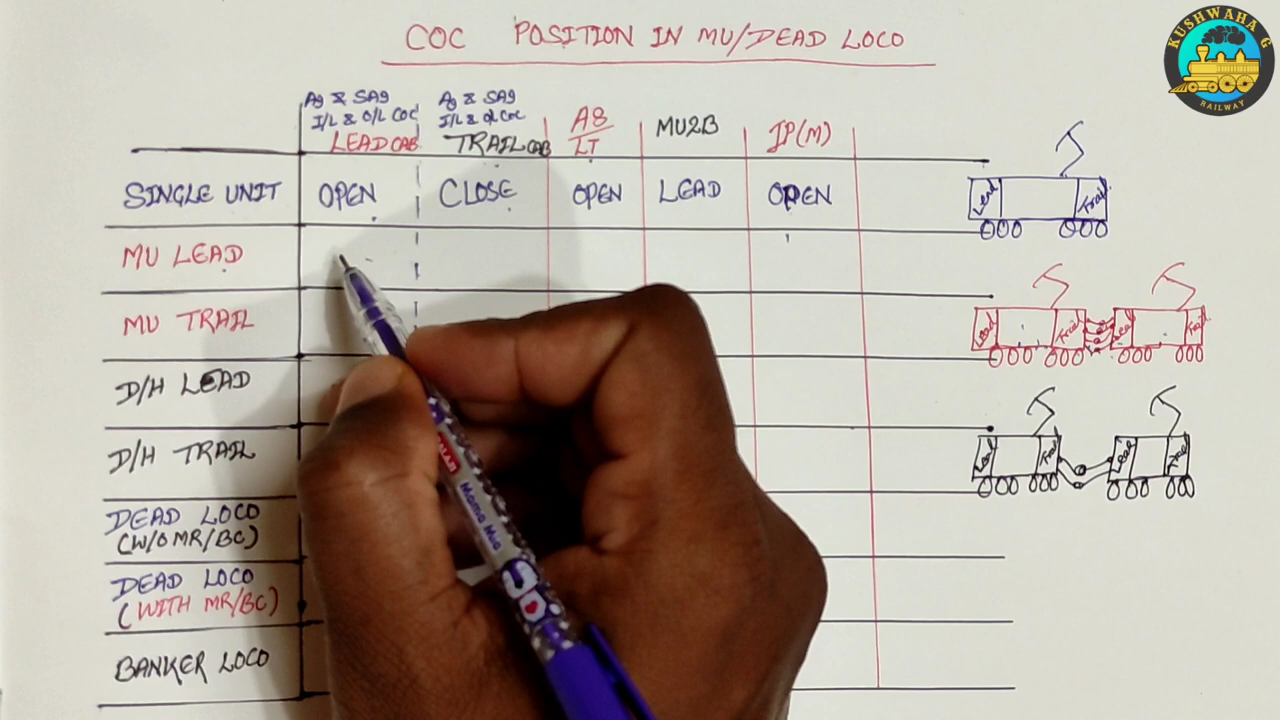 COC POSITION IN MU/DEAD LOCO
KUSHWAHA G
RAILWAY
A9 & SA9 I/L & O/L COC LEAD CAB
A9 & SA9 I/L & O/L COC TRAIL CAB
A8/LT
MU2B
IP(M)
SINGLE UNIT OPEN CLOSE OPEN LEAD OPEN
MU LEAD
MU TRAIL
D/H LEAD
D/H TRAIL
DEAD LOCO
(W/O MR/BC)
DEAD LOCO
(WITH MR/BC)
BANKER LOCO
Lead Trail
Lead Trail Lead Trail
Lead Trail Lead Trail